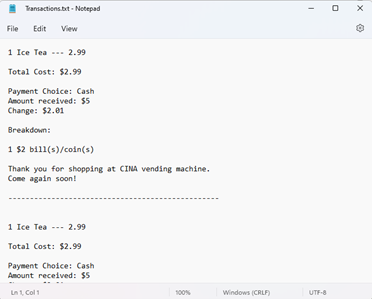 Transactions.txt - Notepad
File Edit View
1 Ice Tea --- 2.99
Total Cost: $2.99
Payment Choice: Cash
Amount received: $5
Change: $2.01
Breakdown:
1 $2 bill(s)/coin(s)
Thank you for shopping at CINA vending machine.
Come again soon!
------------------------------------------------
1 Ice Tea --- 2.99
Total Cost: $2.99
Payment Choice: Cash
Amount received: $5
Ln 1, Col 1 100% Windows (CRLF) UTF-8